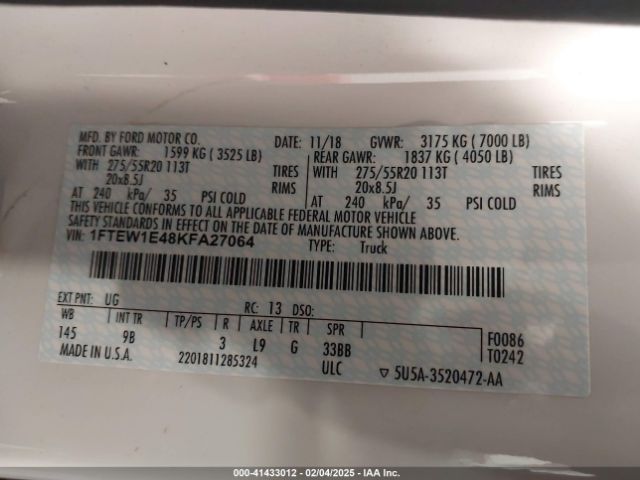 MFD. BY FORD MOTOR CO. DATE: 11/18 GVWR: 3175 KG ( 7000 LB)
FRONT GAWR: 1599 KG ( 3525 LB) REAR GAWR: 1837 KG ( 4050 LB)
WITH 275/55R20 113T TIRES WITH 275/55R20 113T TIRES
20x8.5J RIMS 20x8.5J RIMS
AT 240 kPa/ 35 PSI COLD AT 240 kPa/ 35 PSI COLD
THIS VEHICLE CONFORMS TO ALL APPLICABLE FEDERAL MOTOR VEHICLE
SAFETY STANDARDS IN EFFECT ON THE DATE OF MANUFACTURE SHOWN ABOVE.
VIN: 1FTEW1E48KFA27064 TYPE: Truck
EXT PNT: UG RC: 13 DSO:
WB INT TR TP/PS R AXLE TR SPR F0086
145 9B 3 L9 G 33BB T0242
MADE IN U.S.A. 2201811285324 ULC ▽ 5U5A-3520472-AA
000-41433012 - 02/04/2025 - IAA Inc.